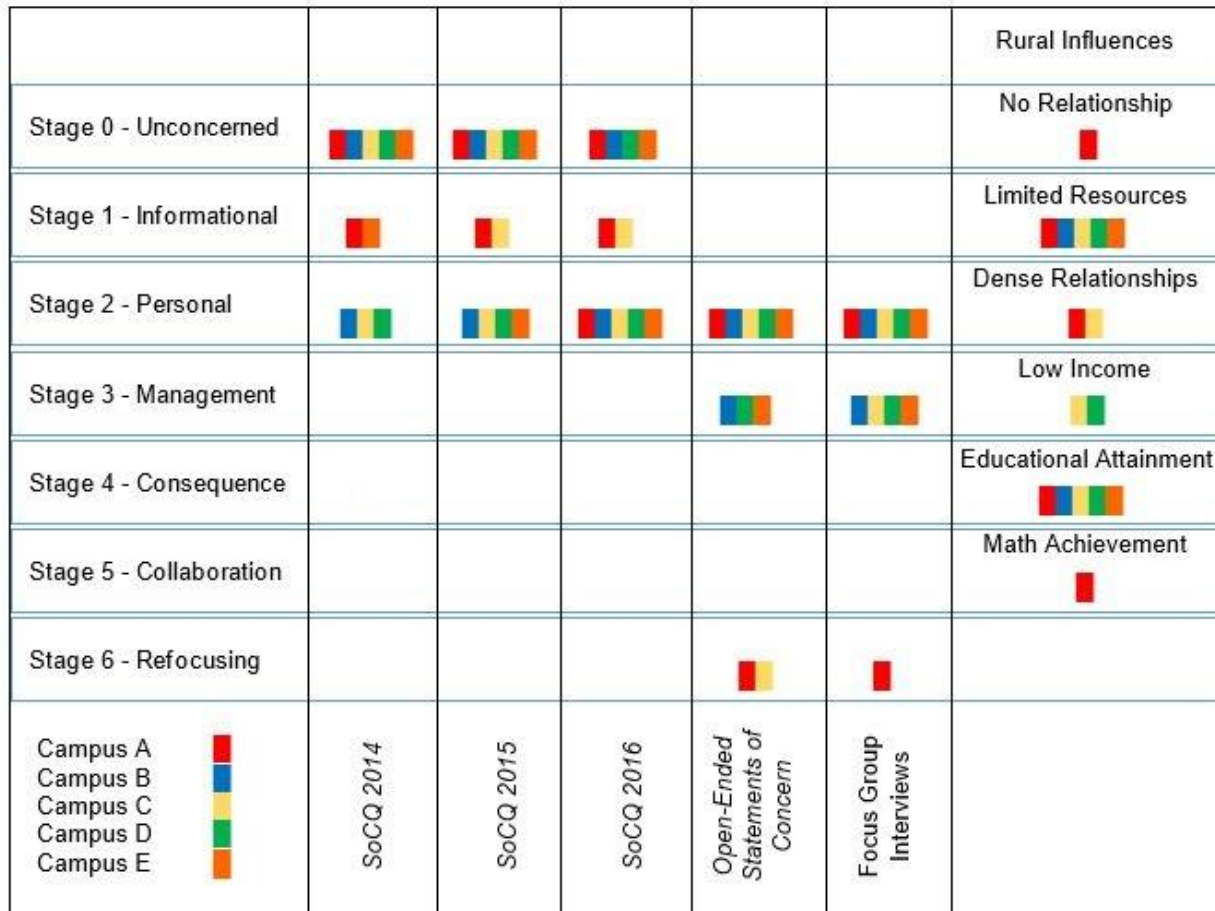 Rural Influences
Stage 0 - Unconcerned
No Relationship
Stage 1 - Informational
Limited Resources
Stage 2 - Personal
Dense Relationships
Stage 3 - Management
Low Income
Stage 4 - Consequence
Educational Attainment
Stage 5 - Collaboration
Math Achievement
Stage 6 - Refocusing
Campus A
Campus B
Campus C
Campus D
Campus E
SoCQ 2014
SoCQ 2015
SoCQ 2016
Open-Ended
Statements of
Concern
Focus Group
Interviews